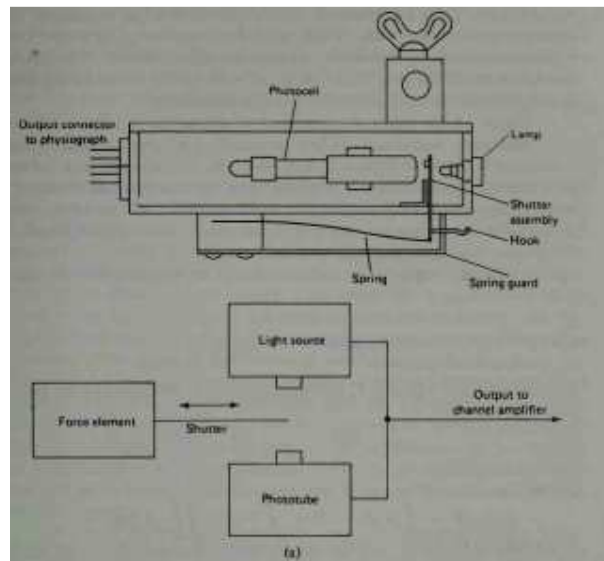 Photocell
Output connector
to physiograph
Lamp
Shutter
assembly
Hook
Spring
Spring guard
Light source
Force element
Shutter
Output to
channel amplifier
Phototube
(a)